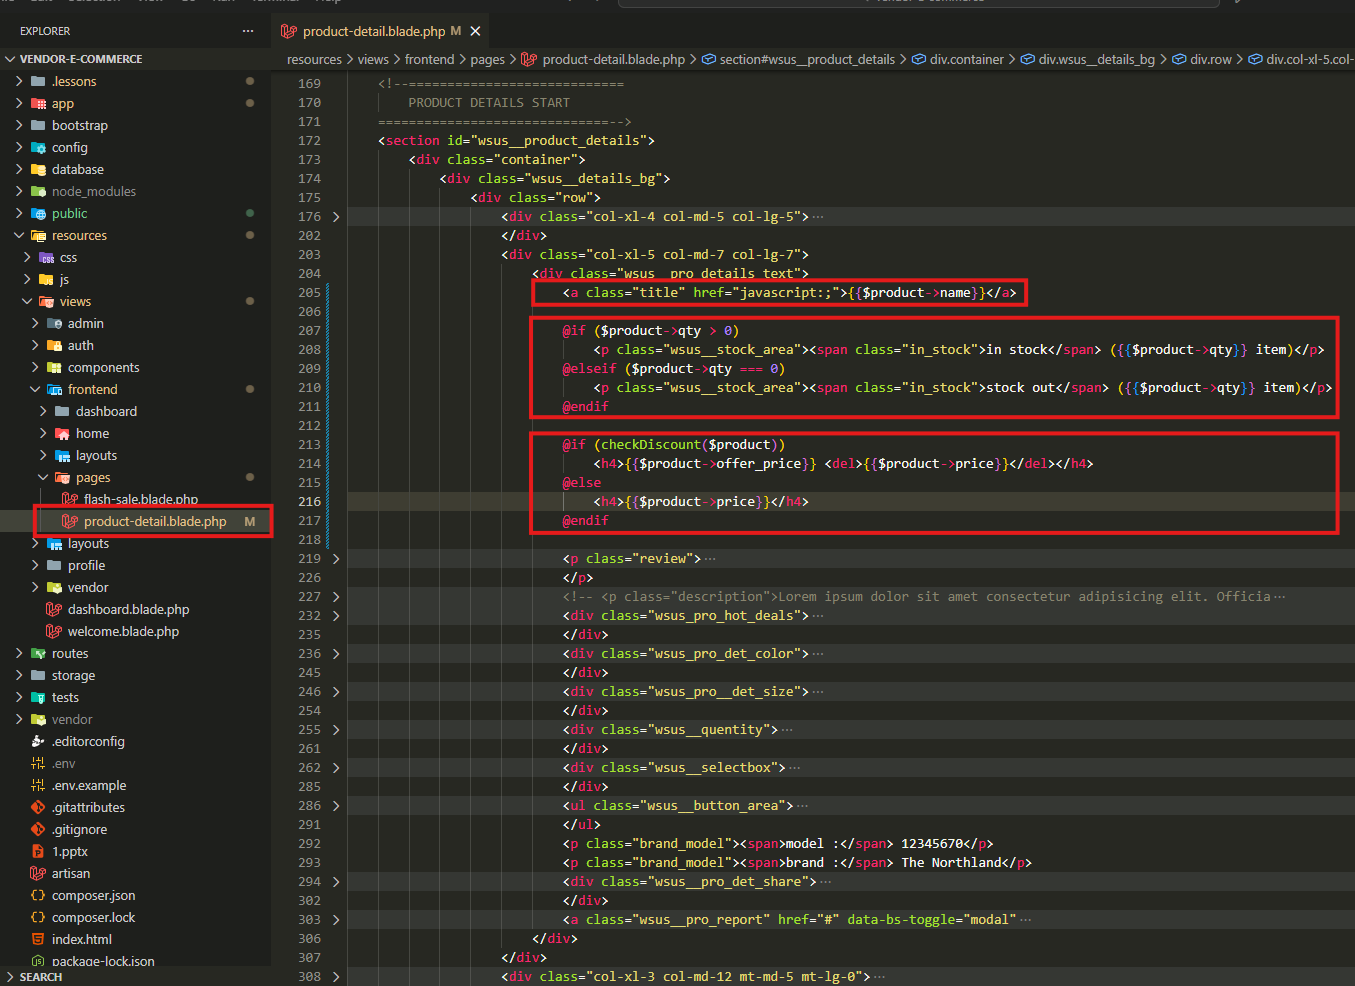 EXPLORER
···
product-detail.blade.php M
VENDOR-E-COMMERCE
resources > views > frontend > pages > product-detail.blade.php > section#wsus__product_details > div.container > div.wsus__details_bg > div.row > div.col-xl-5.col-
.lessons
app
bootstrap
config
database
node_modules
public
resources
css
js
views
admin
auth
components
frontend
dashboard
home
layouts
pages
flash-sale.blade.php
product-detail.blade.php M
layouts
profile
vendor
dashboard.blade.php
welcome.blade.php
routes
storage
tests
vendor
.editorconfig
.env
.env.example
.gitattributes
.gitignore
1.pptx
artisan
composer.json
composer.lock
index.html
package-lock.json
SEARCH
169 <!--============================
170 PRODUCT DETAILS START
171 ==============================-->
172 <section id="wsus__product_details">
173 <div class="container">
174 <div class="wsus__details_bg">
175 <div class="row">
176 <div class="col-xl-4 col-md-5 col-lg-5">···
202 </div>
203 <div class="col-xl-5 col-md-7 col-lg-7">
204 <div class="wsus__pro_details_text">
205 <a class="title" href="javascript:;">{{$product->name}}</a>
206
207 @if ($product->qty > 0)
208 <p class="wsus__stock_area"><span class="in_stock">in stock</span> ({{$product->qty}} item)</p>
209 @elseif ($product->qty === 0)
210 <p class="wsus__stock_area"><span class="in_stock">stock out</span> ({{$product->qty}} item)</p>
211 @endif
212
213 @if (checkDiscount($product))
214 <h4>{{$product->offer_price}} <del>{{$product->price}}</del></h4>
215 @else
216 <h4>{{$product->price}}</h4>
217 @endif
218
219 <p class="review">···
226 </p>
227 <!-- <p class="description">Lorem ipsum dolor sit amet consectetur adipisicing elit. Officia···
232 <div class="wsus_pro_hot_deals">···
235 </div>
236 <div class="wsus_pro_det_color">···
245 </div>
246 <div class="wsus_pro__det_size">···
254 </div>
255 <div class="wsus__quentity">···
261 </div>
262 <div class="wsus__selectbox">···
285 </div>
286 <ul class="wsus__button_area">···
291 </ul>
292 <p class="brand_model"><span>model :</span> 12345670</p>
293 <p class="brand_model"><span>brand :</span> The Northland</p>
294 <div class="wsus__pro_det_share">···
302 </div>
303 <a class="wsus__pro_report" href="#" data-bs-toggle="modal"···
306 </div>
307 </div>
308 <div class="col-xl-3 col-md-12 mt-md-5 mt-lg-0">···